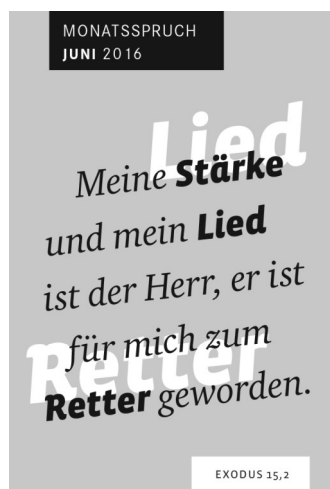 MONATSSPRUCH
JUNI 2016
Lied
Meine Stärke
und mein Lied
ist der Herr, er ist
für mich zum
Retter
Retter geworden.
EXODUS 15,2